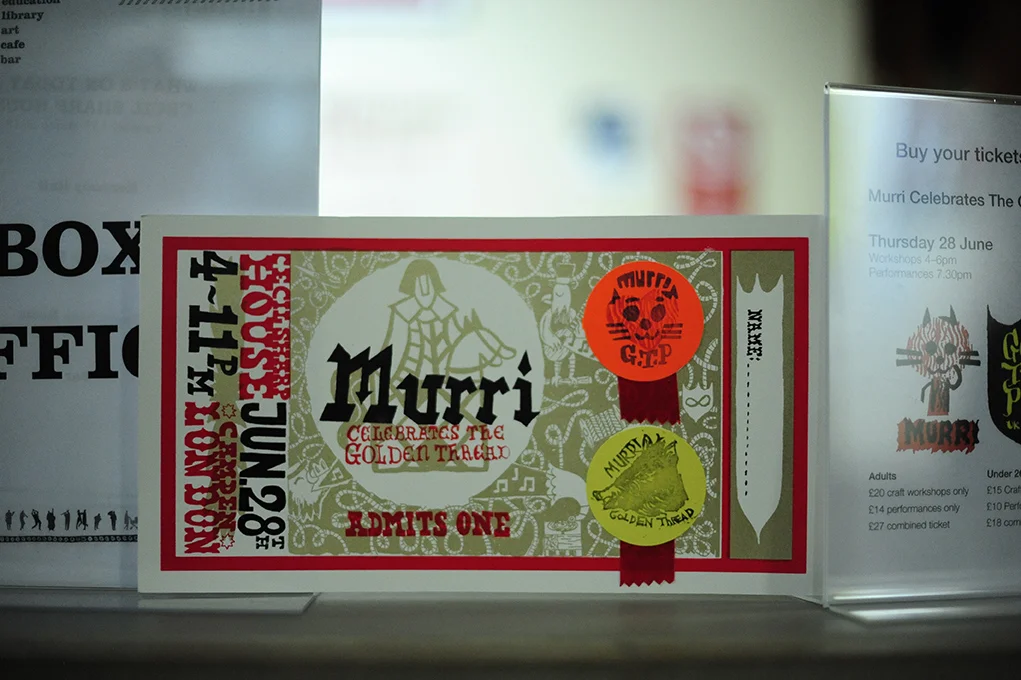 education
library
art
cafe
bar
BOX
FFIC
CECIL SHARP
HOUSE JUN. 28TH
CAMDEN
4~11PM LONDON
Murri
CELEBRATES THE
GOLDEN THREAD
ADMITS ONE
MURRI
G.T.P
GOLDEN THREAD
NAME:
Buy your tickets
Murri Celebrates The G
Thursday 28 June
Workshops 4–6pm
Performances 7.30pm
MURRI
GTP
Adults
£20 craft workshops only
£14 performances only
£27 combined ticket
Under 26
£15 Craf
£10 Perf
£18 com